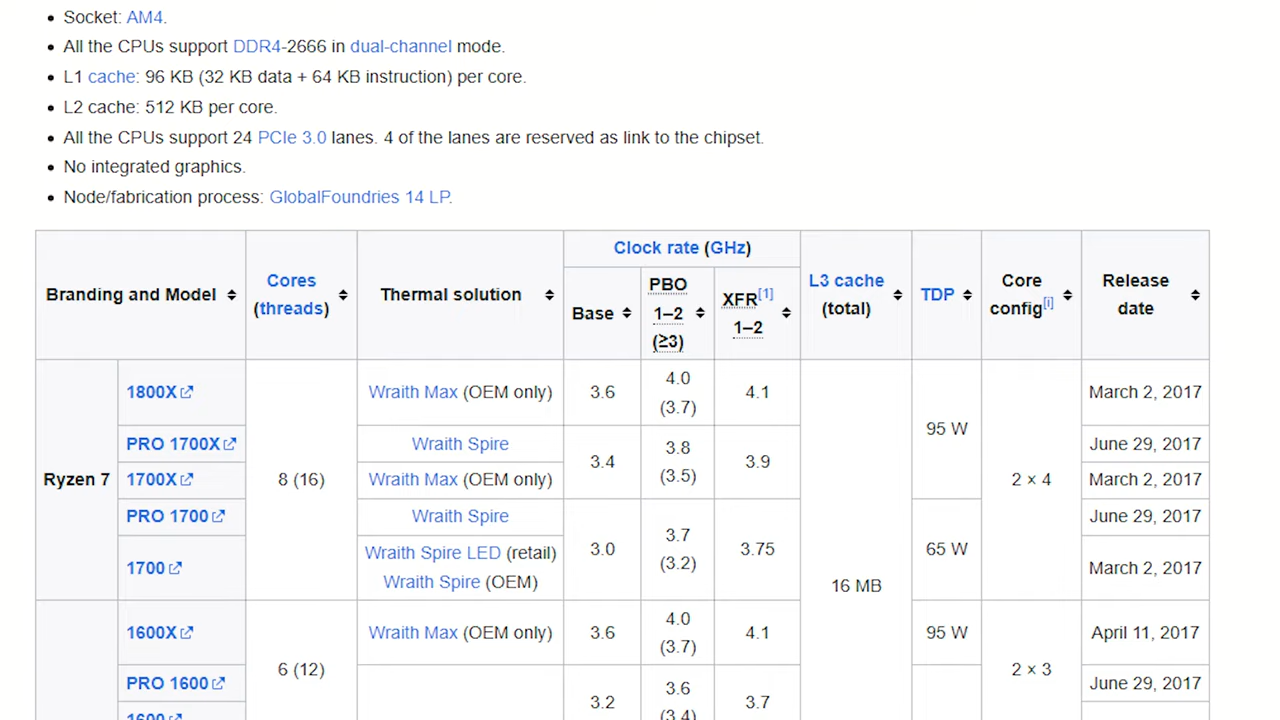 Socket: AM4.
All the CPUs support DDR4-2666 in dual-channel mode.
L1 cache: 96 KB (32 KB data + 64 KB instruction) per core.
L2 cache: 512 KB per core.
All the CPUs support 24 PCIe 3.0 lanes. 4 of the lanes are reserved as link to the chipset.
No integrated graphics.
Node/fabrication process: GlobalFoundries 14 LP.
Branding and Model
Cores
(threads)
Thermal solution
Clock rate (GHz)
Base
PBO
1–2
(≥3)
XFR[1]
1–2
L3 cache
(total)
TDP
Core
config[i]
Release
date
Ryzen 7
1800X
8 (16)
Wraith Max (OEM only)
3.6
4.0
(3.7)
4.1
16 MB
95 W
2 × 4
March 2, 2017
PRO 1700X
Wraith Spire
3.4
3.8
(3.5)
3.9
June 29, 2017
1700X
Wraith Max (OEM only)
March 2, 2017
PRO 1700
Wraith Spire
3.0
3.7
(3.2)
3.75
65 W
June 29, 2017
1700
Wraith Spire LED (retail)
Wraith Spire (OEM)
March 2, 2017
1600X
6 (12)
Wraith Max (OEM only)
3.6
4.0
(3.7)
4.1
95 W
2 × 3
April 11, 2017
PRO 1600
3.2
3.6
(3.4)
3.7
June 29, 2017
1600